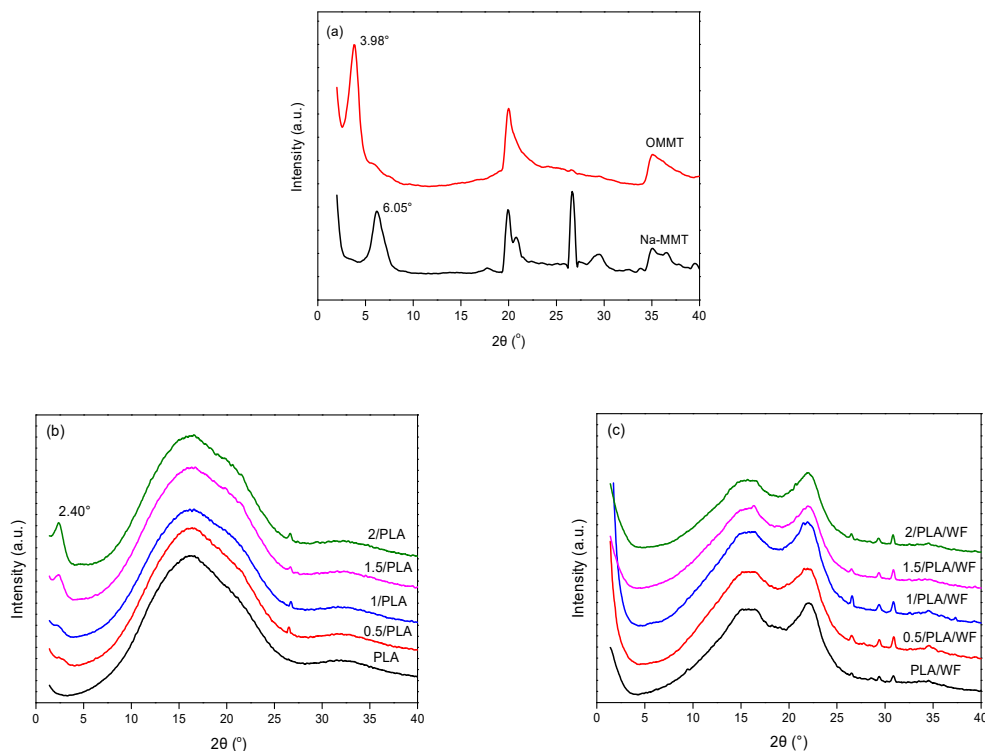 (a)
3.98°
OMMT
6.05°
Na-MMT
Intensity (a.u.)
0 5 10 15 20 25 30 35 40
2θ (°)
(b)
2.40°
2/PLA
1.5/PLA
1/PLA
0.5/PLA
PLA
Intensity (a.u.)
0 5 10 15 20 25 30 35 40
2θ (°)
(c)
2/PLA/WF
1.5/PLA/WF
1/PLA/WF
0.5/PLA/WF
PLA/WF
Intensity (a.u.)
0 5 10 15 20 25 30 35 40
2θ (°)